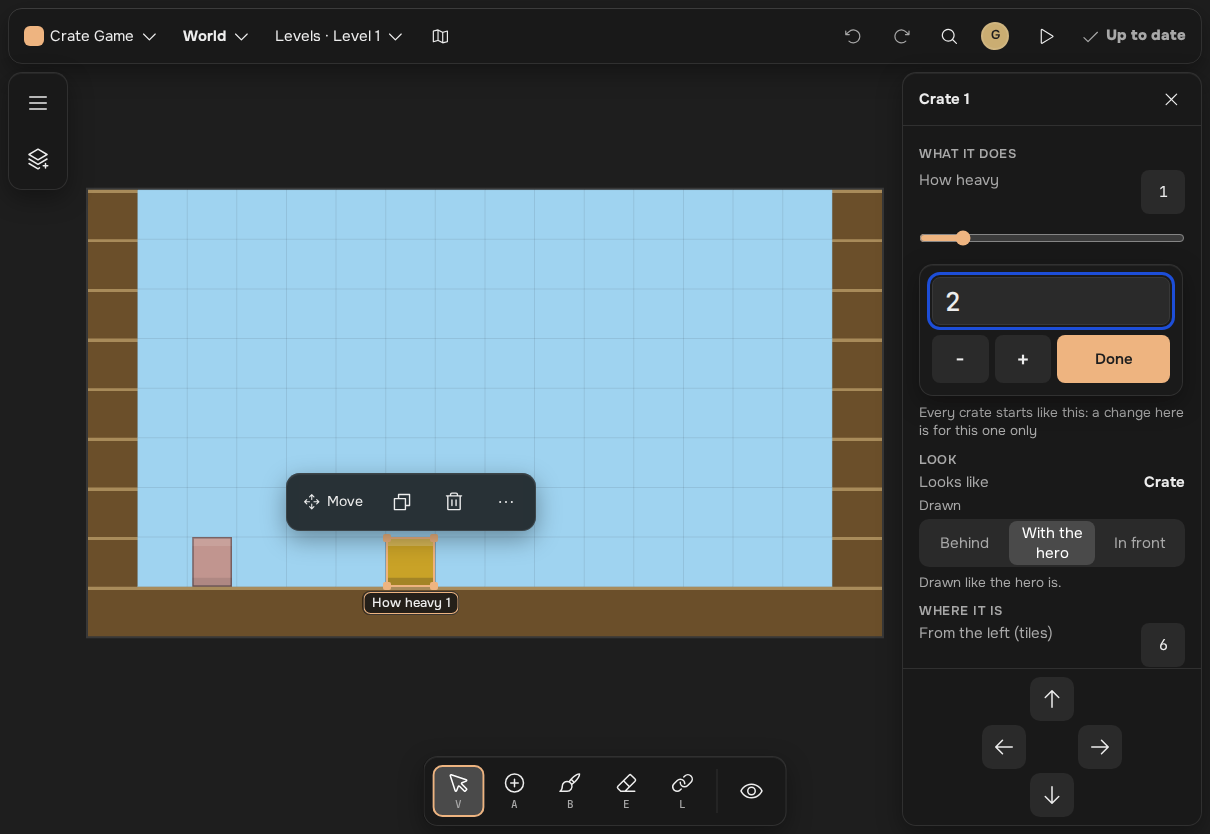 Crate Game
World
Levels · Level 1
G
Up to date
Crate 1
WHAT IT DOES
How heavy
1
2
-
+
Done
Every crate starts like this: a change here
is for this one only
LOOK
Looks like
Crate
Drawn
Behind
With the
hero
In front
Drawn like the hero is.
WHERE IT IS
From the left (tiles)
6
Move
How heavy 1
V
A
B
E
L